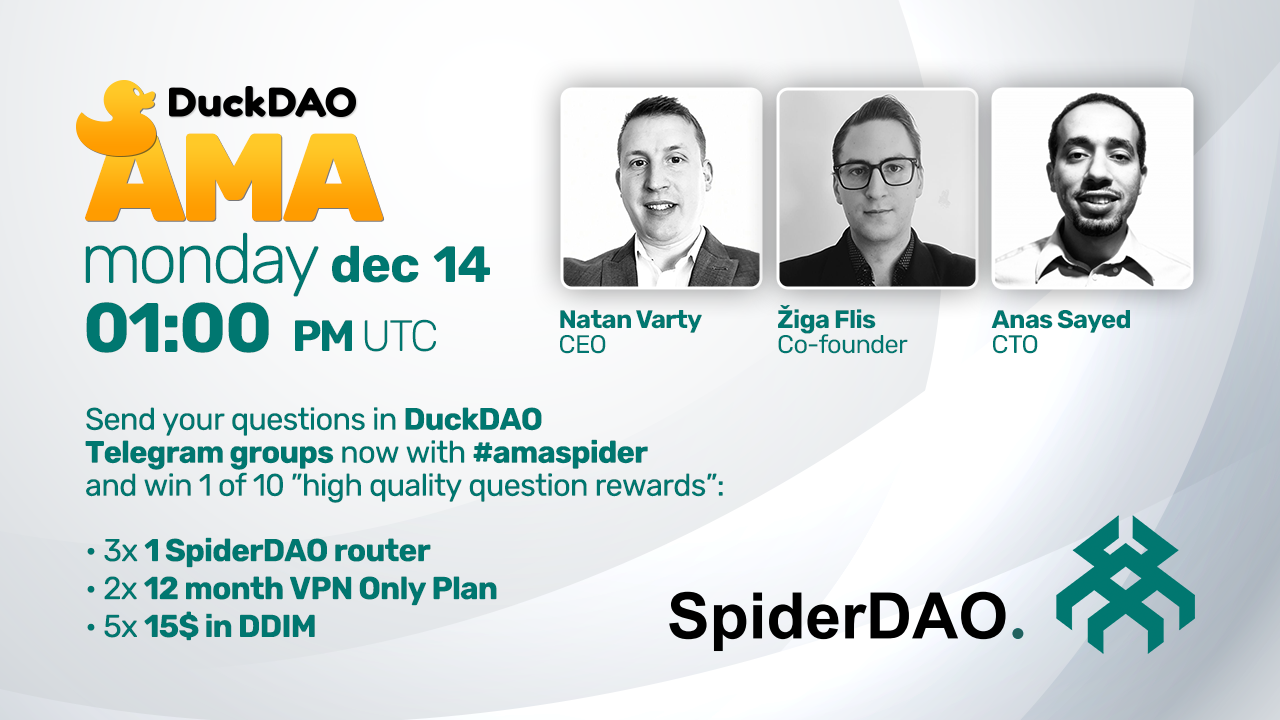 DuckDAO
AMA
monday dec 14
01:00 PM UTC
Natan Varty
CEO
Žiga Flis
Co-founder
Anas Sayed
CTO
Send your questions in DuckDAO
Telegram groups now with #amaspider
and win 1 of 10 ”high quality question rewards”:
• 3x 1 SpiderDAO router
• 2x 12 month VPN Only Plan
• 5x 15$ in DDIM
SpiderDAO.